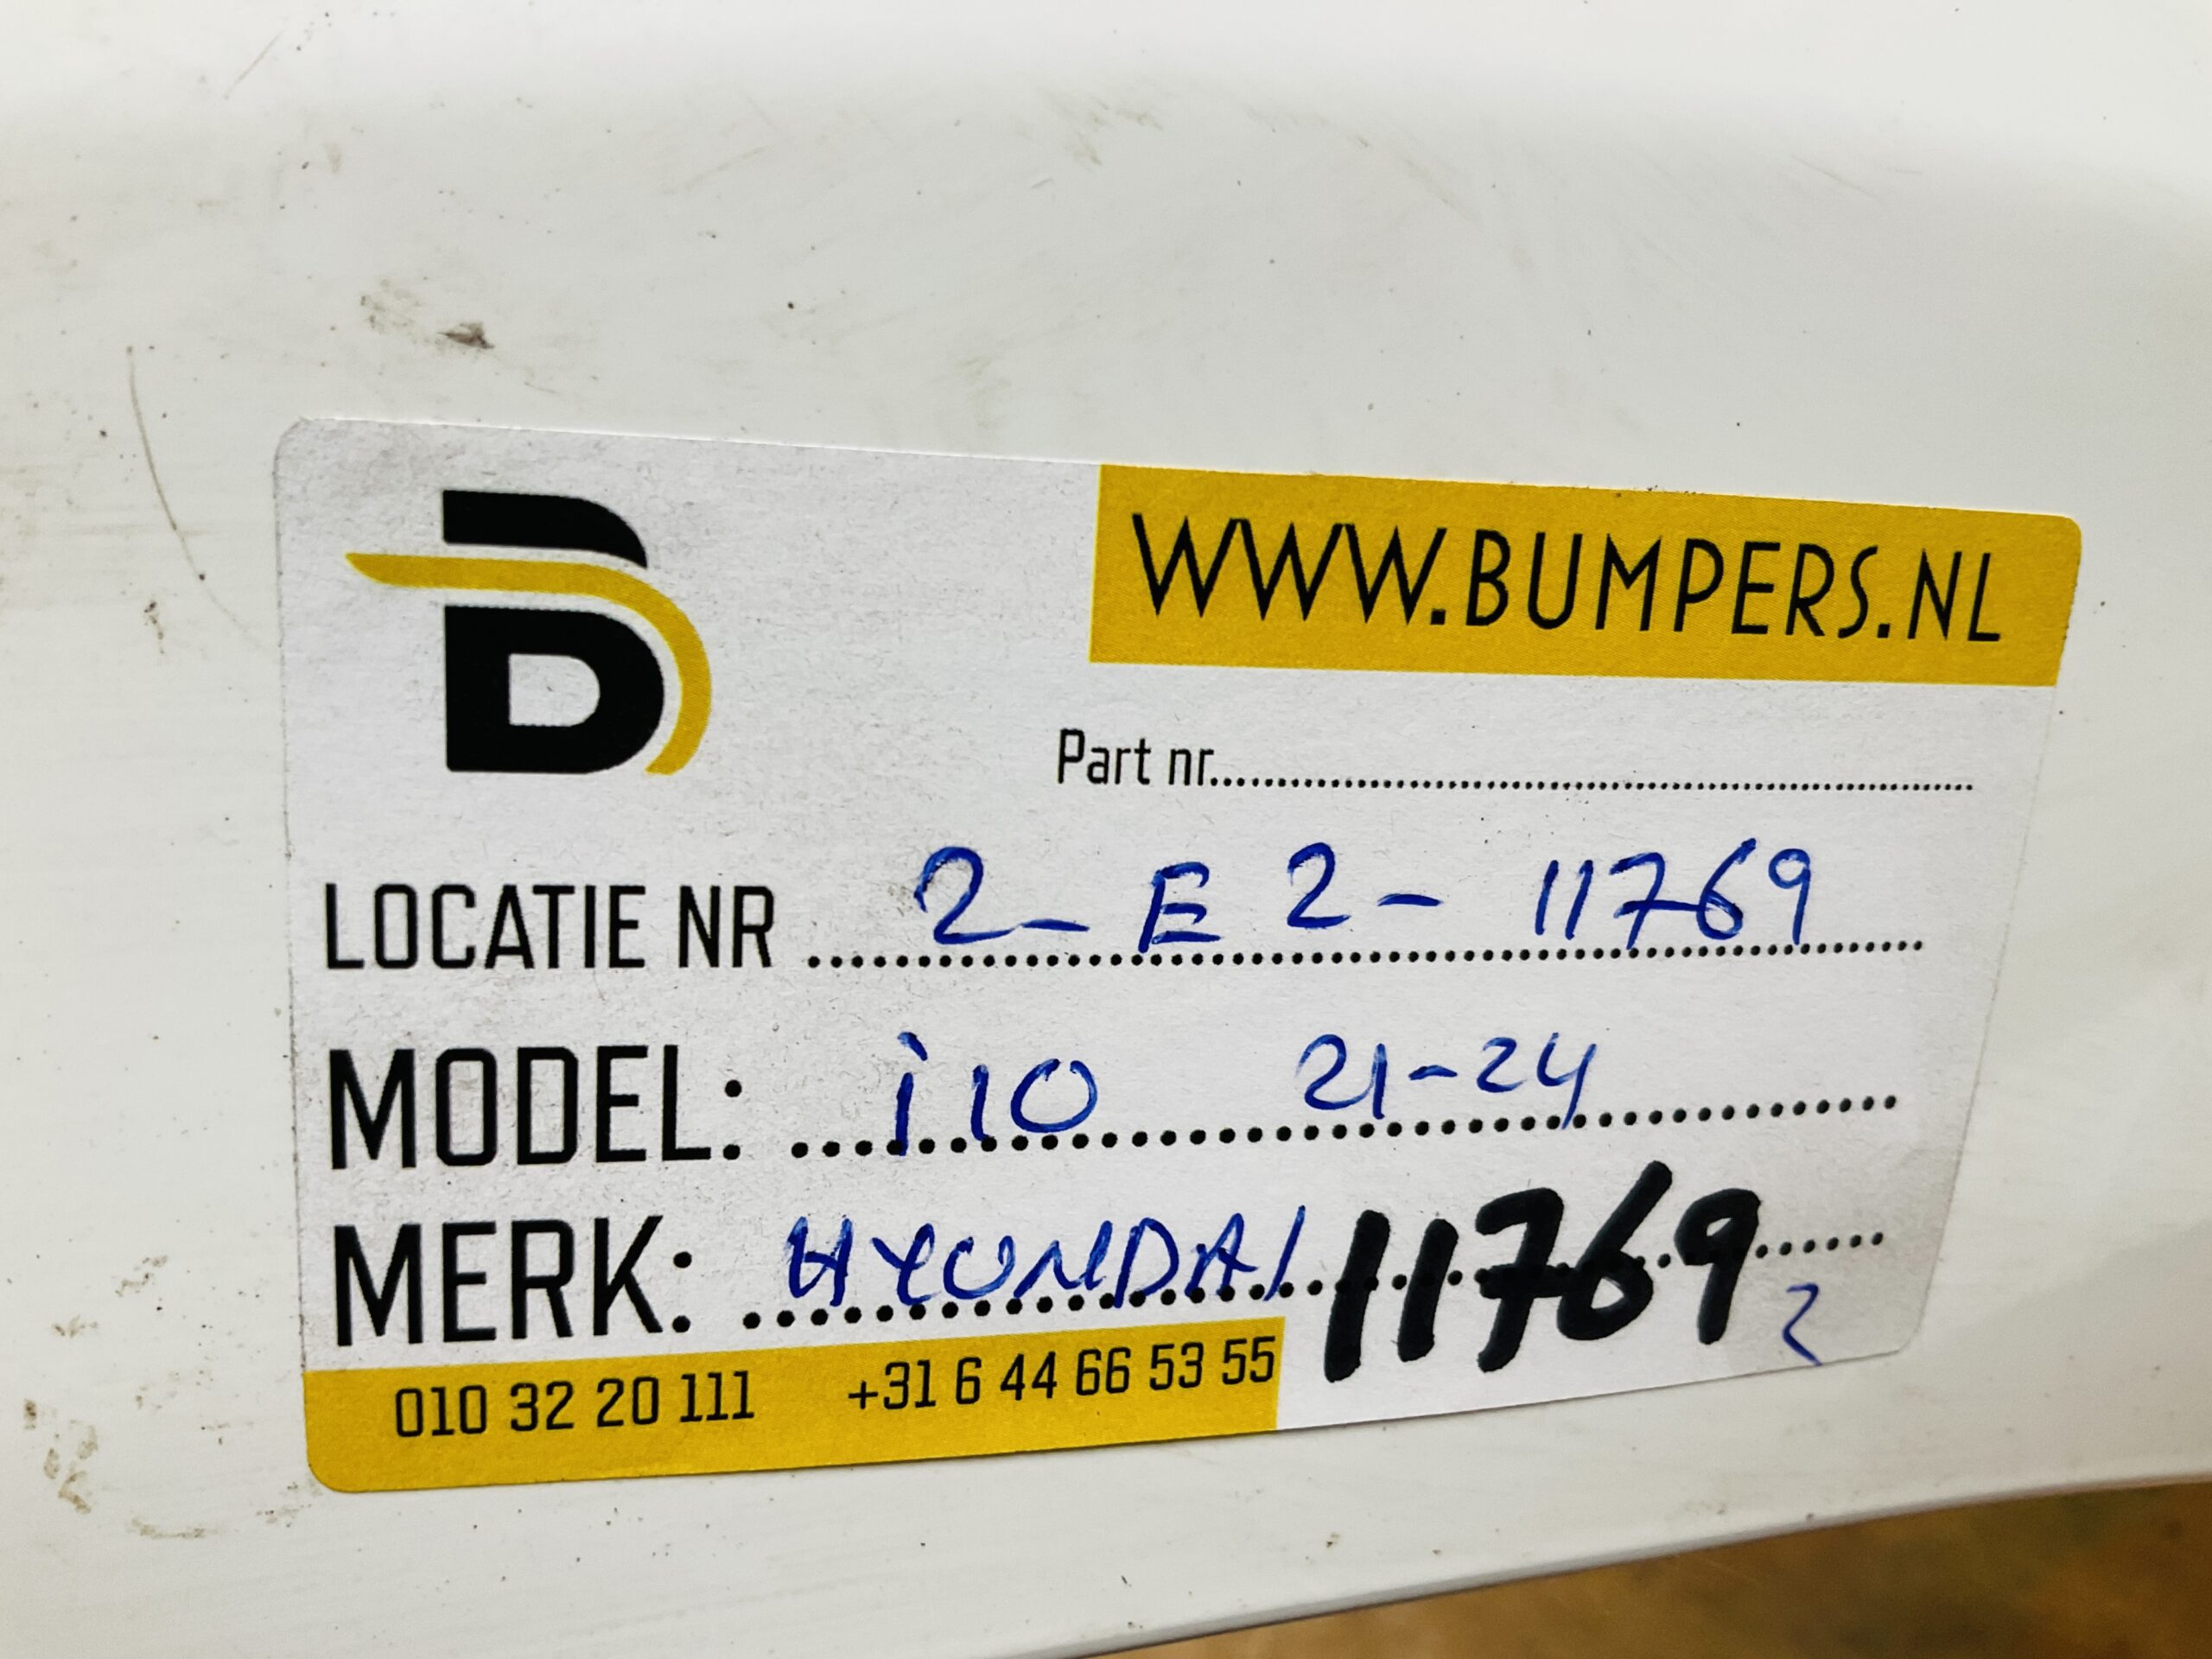 B
WWW.BUMPERS.NL
Part nr..........
LOCATIE NR 2-E2-11769
MODEL: i10 21-24
MERK: HYUNDAI 11769
2
010 32 20 111 +31 6 44 66 53 55